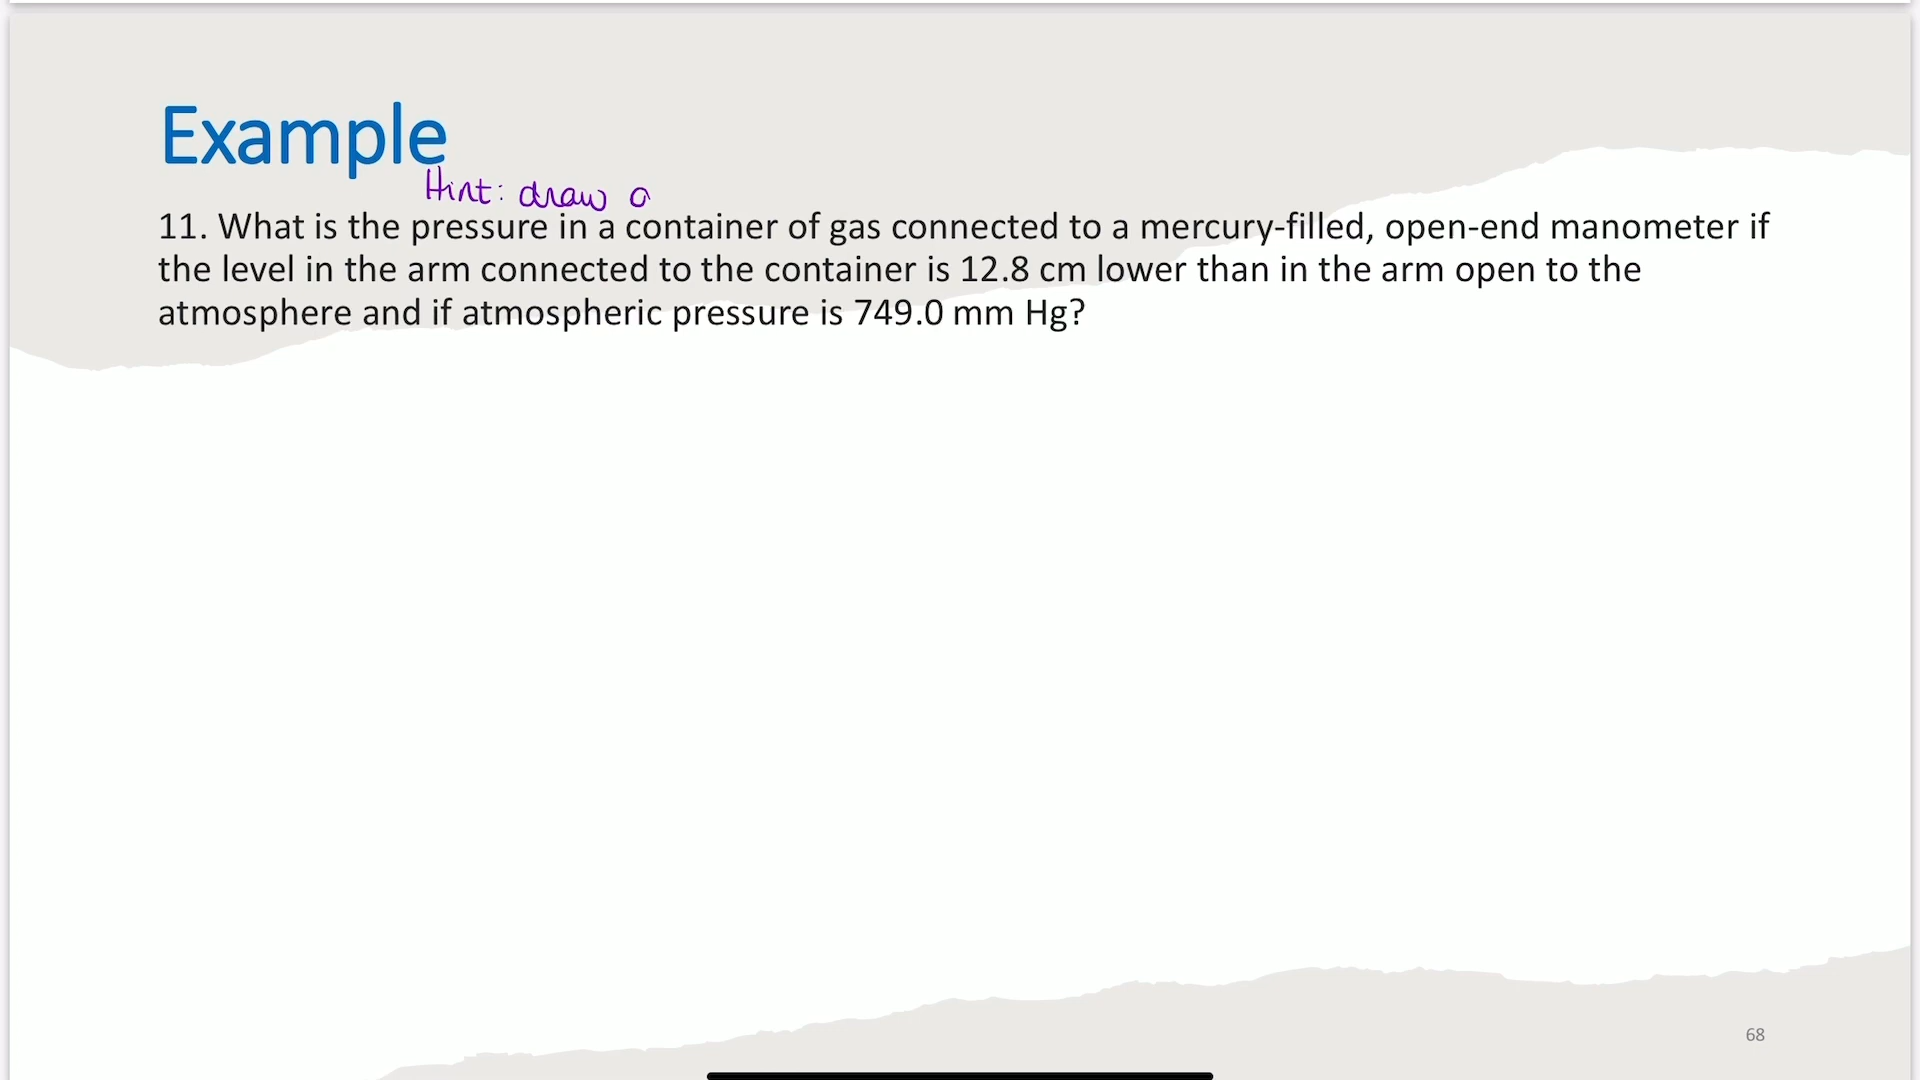 Example
Hint: draw a
11. What is the pressure in a container of gas connected to a mercury-filled, open-end manometer if
the level in the arm connected to the container is 12.8 cm lower than in the arm open to the
atmosphere and if atmospheric pressure is 749.0 mm Hg?
68